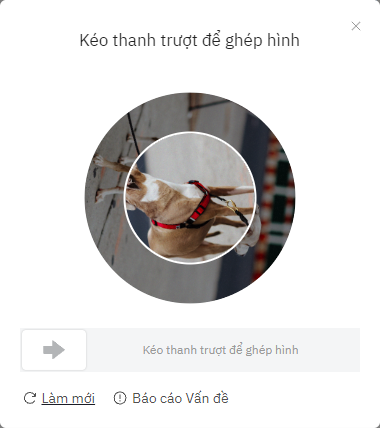 Kéo thanh trượt để ghép hình
Kéo thanh trượt để ghép hình
Làm mới
Báo cáo Vấn đề